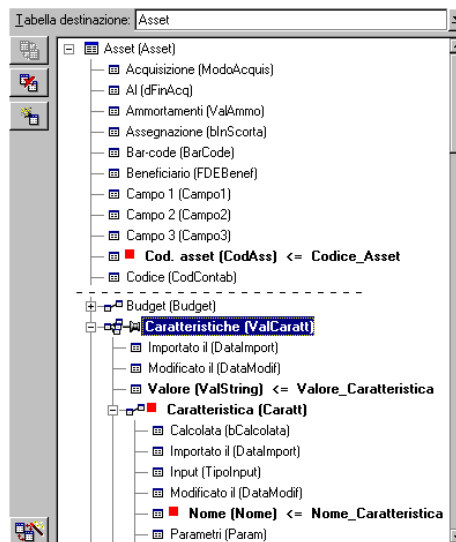 Tabella destinazione: Asset
Asset (Asset)
Acquisizione (ModoAcquis)
Al (dFinAcq)
Ammortamenti (ValAmmo)
Assegnazione (bInScorta)
Bar-code (BarCode)
Beneficiario (FDEBenef)
Campo 1 (Campo1)
Campo 2 (Campo2)
Campo 3 (Campo3)
Cod. asset (CodAss) <= Codice_Asset
Codice (CodContab)
Budget (Budget)
Caratteristiche (ValCaratt)
Importato il (DataImport)
Modificato il (DataModif)
Valore (ValString) <= Valore_Caratteristica
Caratteristica (Caratt)
Calcolata (bCalcolata)
Importato il (DataImport)
Input (TipoInput)
Modificato il (DataModif)
Nome (Nome) <= Nome_Caratteristica
Parametri (Param)